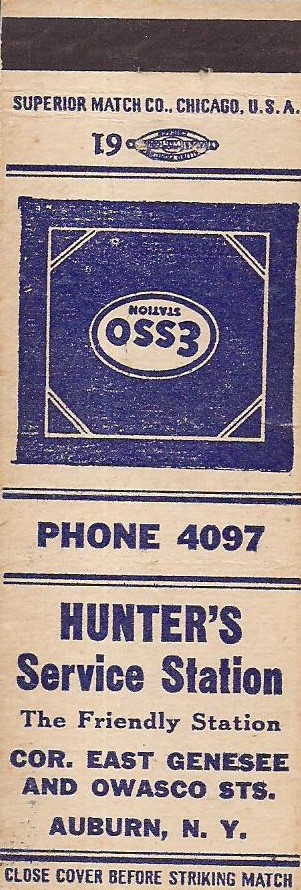 SUPERIOR MATCH CO., CHICAGO, U.S.A.
19
ESSO
STATION
PHONE 4097
HUNTER'S
Service Station
The Friendly Station
COR. EAST GENESEE
AND OWASCO STS.
AUBURN, N. Y.
CLOSE COVER BEFORE STRIKING MATCH